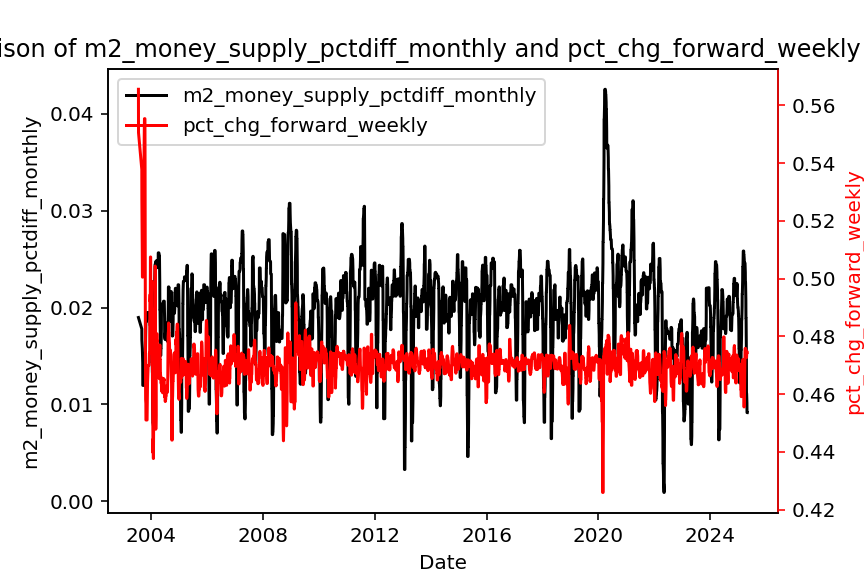 ison of m2_money_supply_pctdiff_monthly and pct_chg_forward_weekly
m2_money_supply_pctdiff_monthly
pct_chg_forward_weekly
m2_money_supply_pctdiff_monthly
0.04
0.03
0.02
0.01
0.00
0.56
0.54
0.52
0.50
0.48
0.46
0.44
0.42
pct_chg_forward_weekly
2004 2008 2012 2016 2020 2024
Date